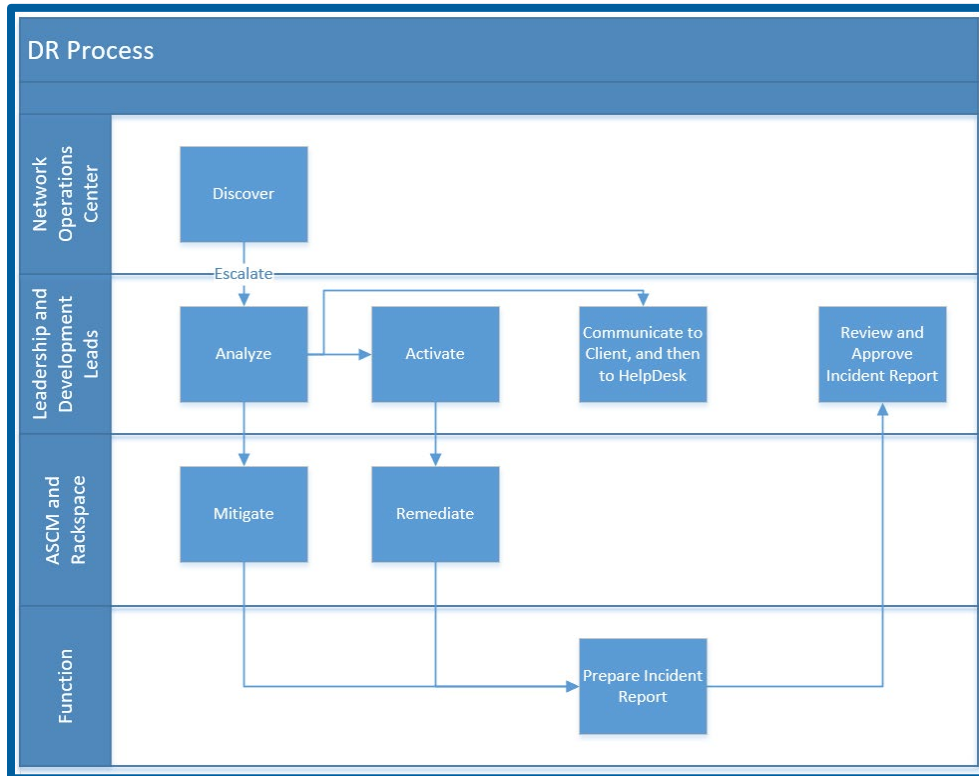 DR Process
Network
Operations
Center
Discover
Escalate
Leadership and
Development
Leads
Analyze
Activate
Communicate to
Client, and then
to HelpDesk
Review and
Approve
Incident Report
ASCM and
Rackspace
Mitigate
Remediate
Function
Prepare Incident
Report